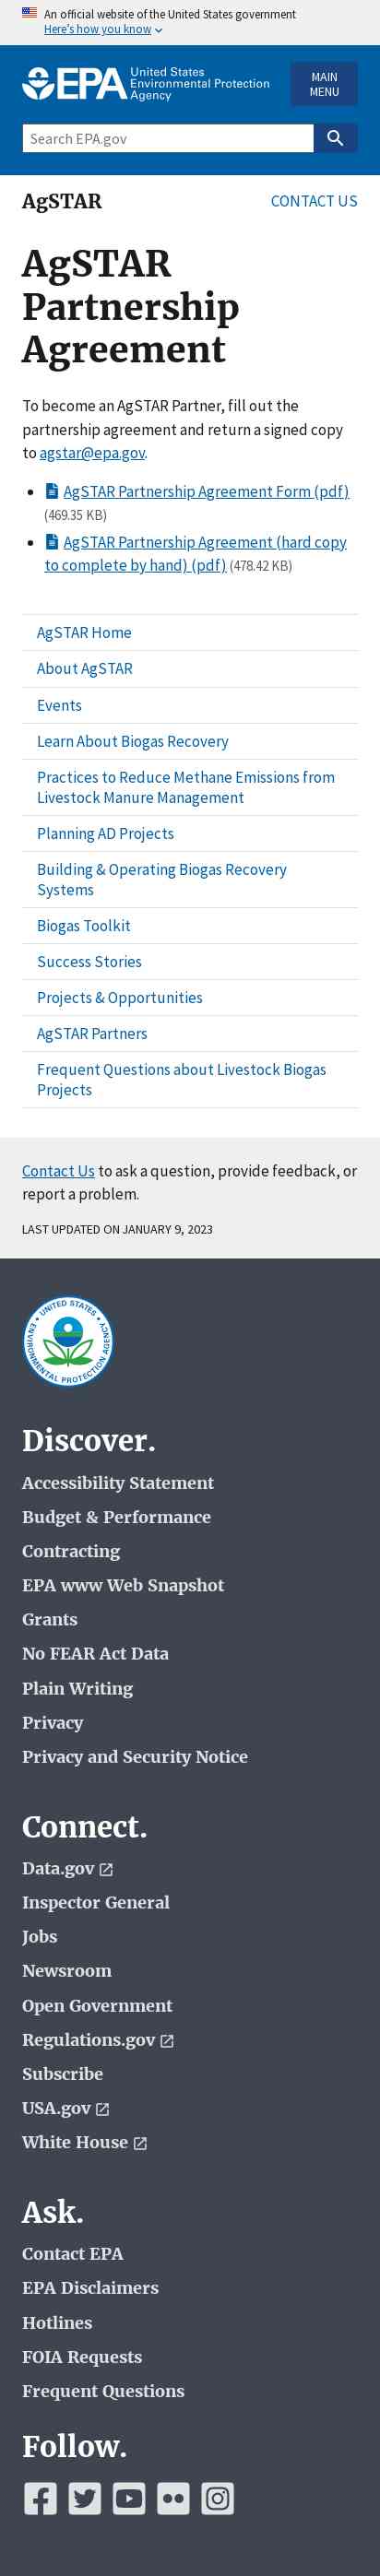 An official website of the United States government
Here's how you know
EPA United States
Environmental Protection
Agency
MAIN
MENU
Search EPA.gov
AgSTAR CONTACT US
AgSTAR
Partnership
Agreement
To become an AgSTAR Partner, fill out the
partnership agreement and return a signed copy
to agstar@epa.gov.
AgSTAR Partnership Agreement Form (pdf)
(469.35 KB)
AgSTAR Partnership Agreement (hard copy
to complete by hand) (pdf) (478.42 KB)
AgSTAR Home
About AgSTAR
Events
Learn About Biogas Recovery
Practices to Reduce Methane Emissions from
Livestock Manure Management
Planning AD Projects
Building & Operating Biogas Recovery
Systems
Biogas Toolkit
Success Stories
Projects & Opportunities
AgSTAR Partners
Frequent Questions about Livestock Biogas
Projects
Contact Us to ask a question, provide feedback, or
report a problem.
LAST UPDATED ON JANUARY 9, 2023
UNITED STATES
ENVIRONMENTAL PROTECTION AGENCY
Discover.
Accessibility Statement
Budget & Performance
Contracting
EPA www Web Snapshot
Grants
No FEAR Act Data
Plain Writing
Privacy
Privacy and Security Notice
Connect.
Data.gov
Inspector General
Jobs
Newsroom
Open Government
Regulations.gov
Subscribe
USA.gov
White House
Ask.
Contact EPA
EPA Disclaimers
Hotlines
FOIA Requests
Frequent Questions
Follow.